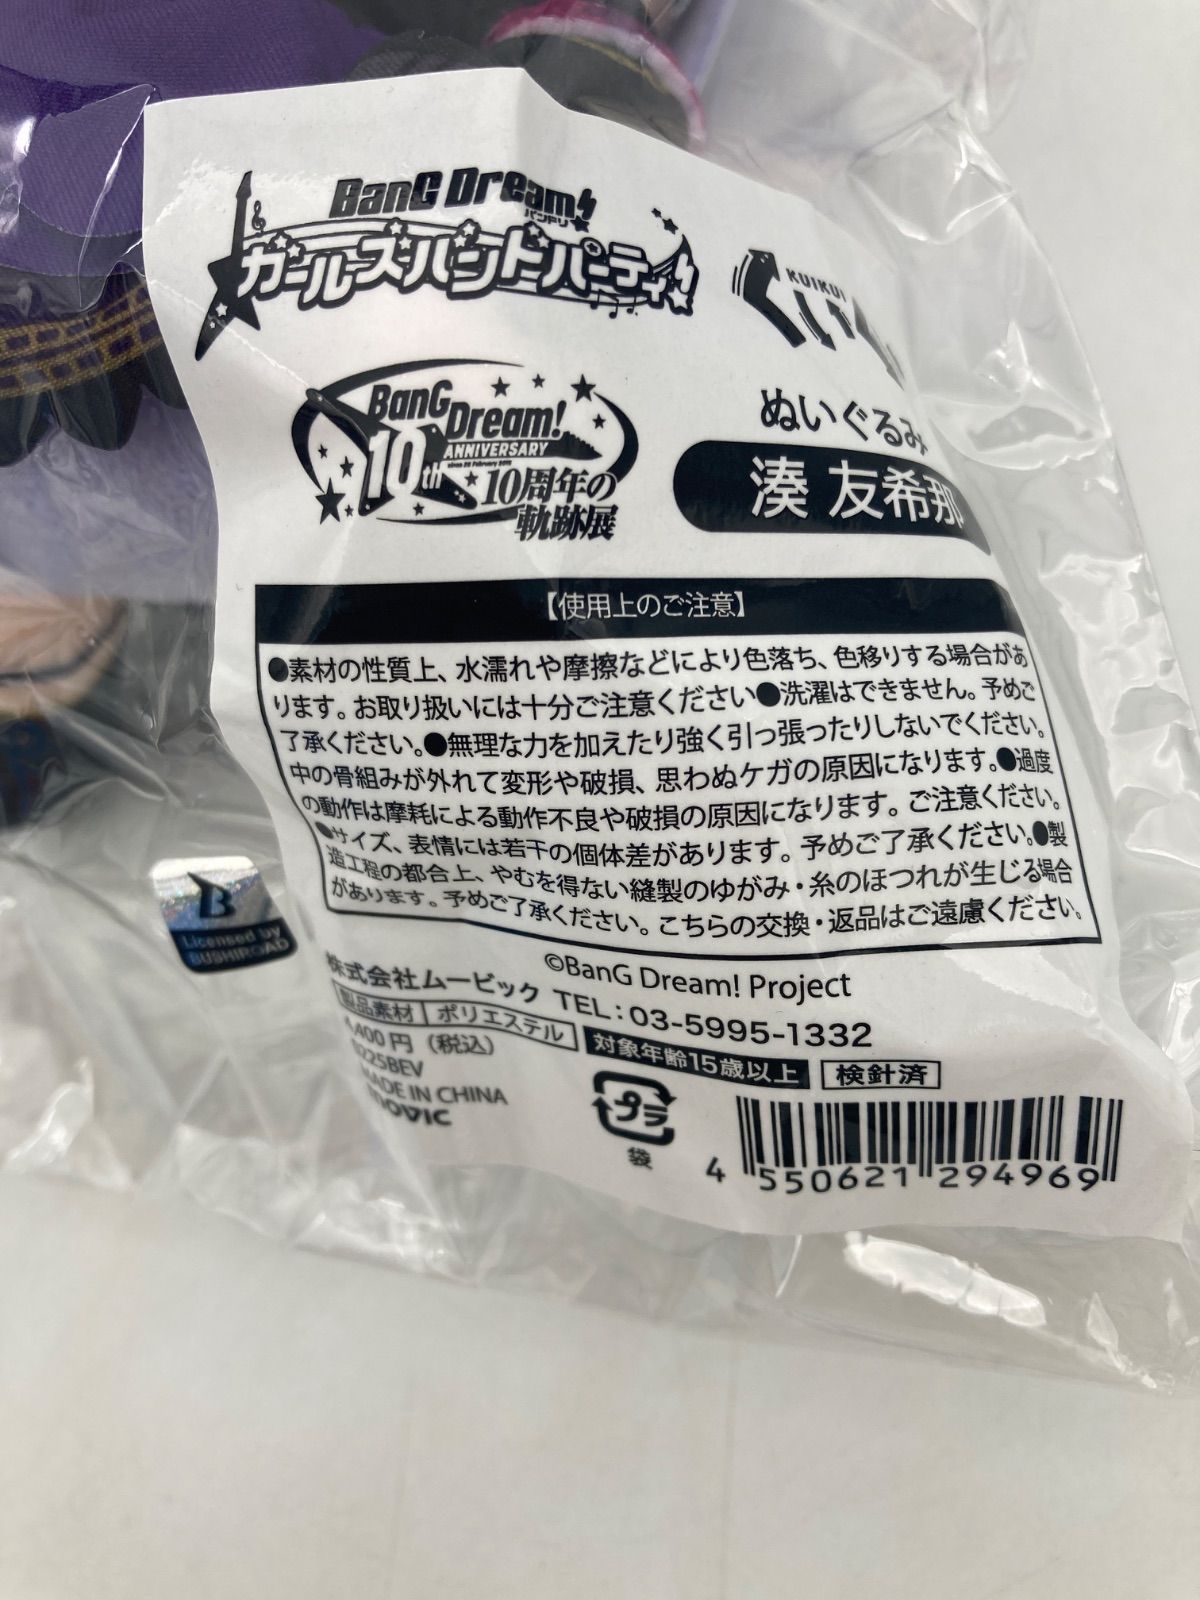 BanG Dream!
バンドリ
ガールズバンドパーティ!
KUIKUI
BanG Dream!
10th ANNIVERSARY
since 28 February 2015
10周年の
軌跡展
ぬいぐるみ
湊 友希那
【使用上のご注意】
●素材の性質上、水濡れや摩擦などにより色落ち、色移りする場合があ
ります。お取り扱いには十分ご注意ください●洗濯はできません。予めご
了承ください。●無理な力を加えたり強く引っ張ったりしないでください。
中の骨組みが外れて変形や破損、思わぬケガの原因になります。●過度
の動作は摩耗による動作不良や破損の原因になります。ご注意ください。
●サイズ、表情には若干の個体差があります。予めご了承ください。●製
造工程の都合上、やむを得ない縫製のゆがみ・糸のほつれが生じる場合
があります。予めご了承ください。こちらの交換・返品はご遠慮ください。
©BanG Dream! Project
B
Licensed by
BUSHIROAD
株式会社ムービック TEL:03-5995-1332
製品素材 ポリエステル
対象年齢15歳以上 検針済
,400円(税込)
MADE IN CHINA
movic
プラ
袋
4 550621 294969